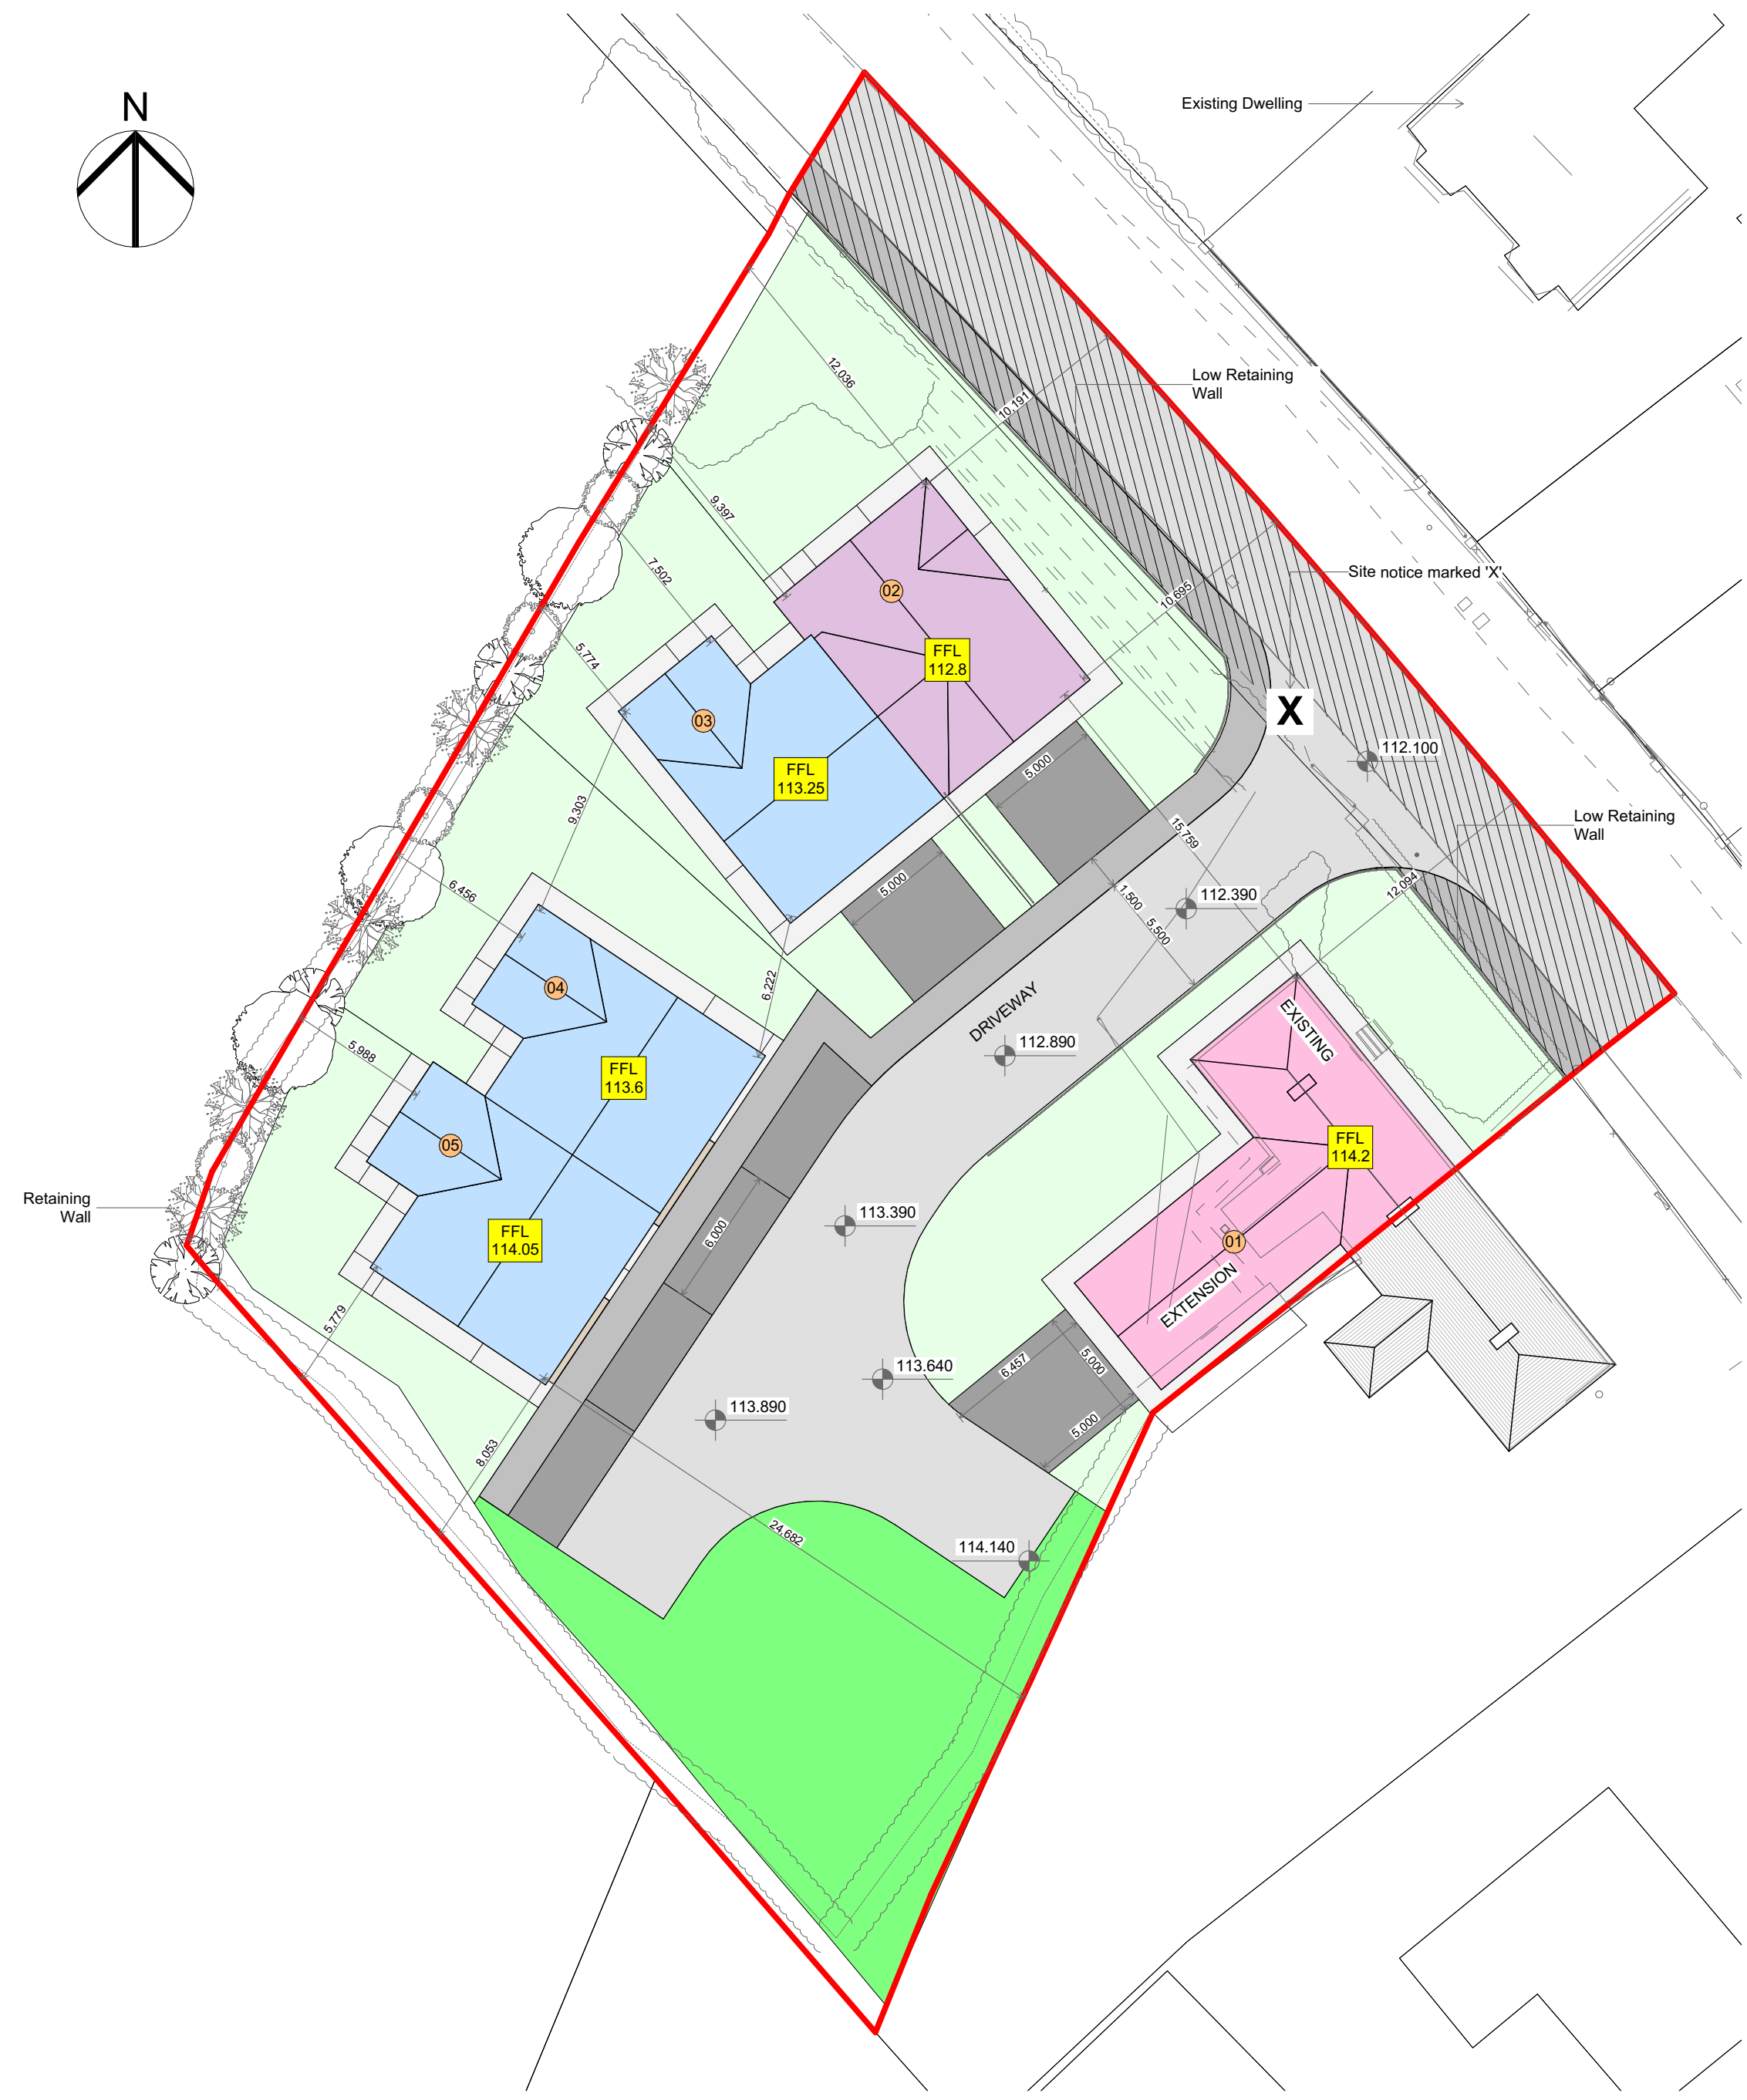 N
Existing Dwelling
Low Retaining
Wall
12,036
10,191
9,397
Site notice marked 'X'
7,502
10,695
02
FFL
112.8
5,774
03
X
112.100
FFL
113.25
5,000
9,303
15,759
Low Retaining
Wall
5,000
1,500
12,094
6,456
112.390
5,500
6,222
04
DRIVEWAY
EXISTING
5,988
112.890
FFL
113.6
05
FFL
114.2
Retaining
Wall
113.390
6,000
FFL
114.05
01
EXTENSION
5,779
6,457
5,000
113.640
113.890
5,000
8,053
24,682
114.140